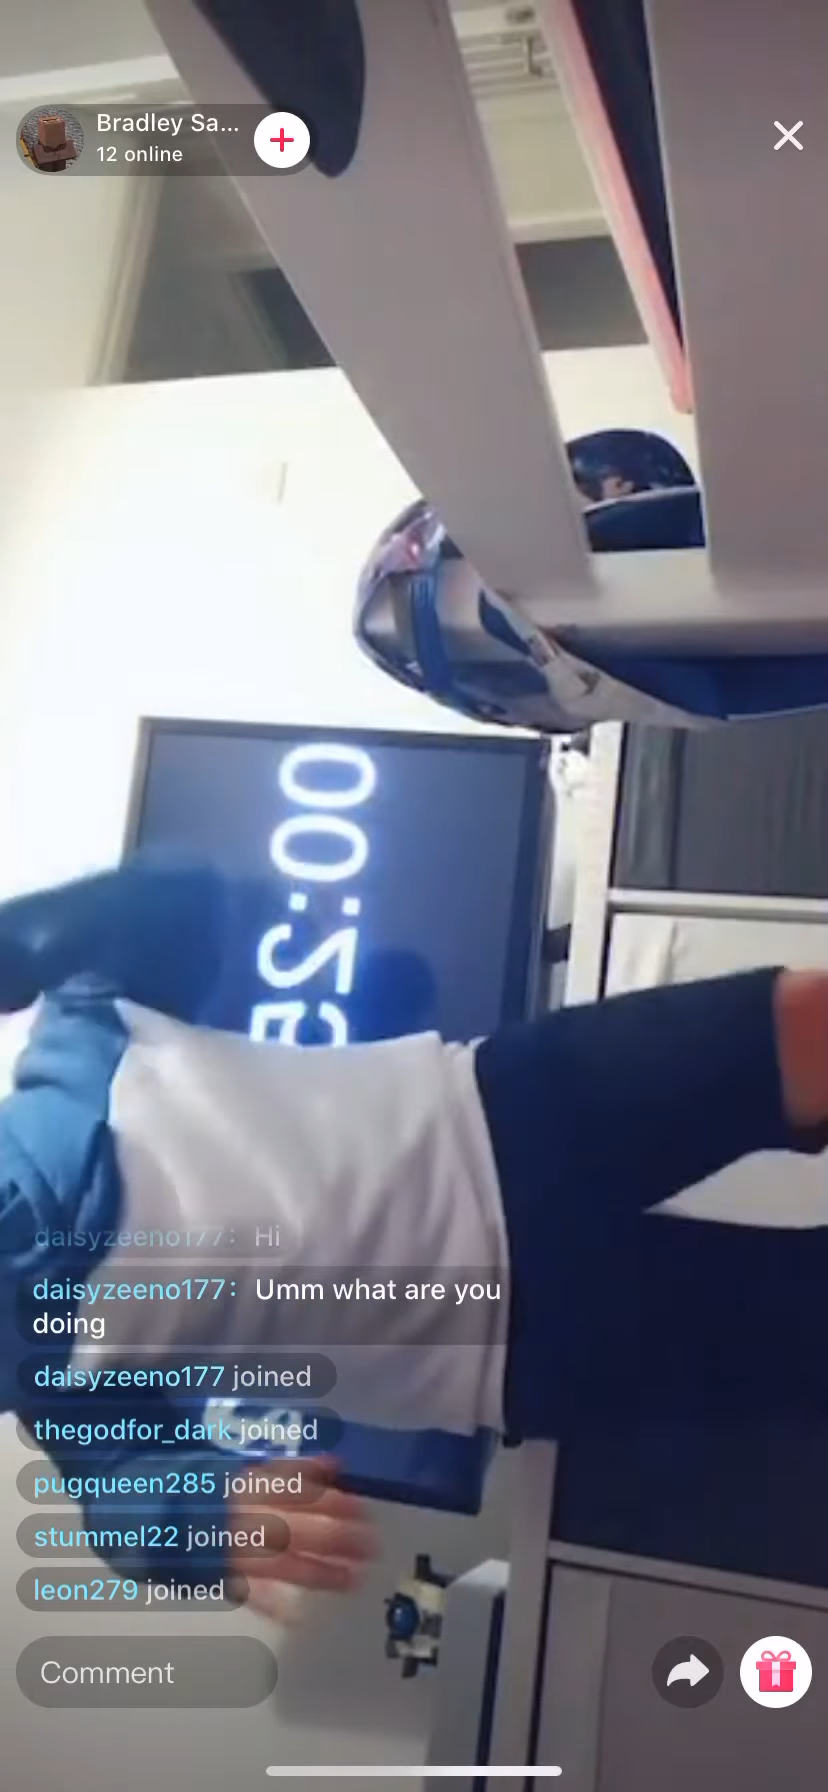 Bradley Sa...
12 online
00:25
daisyzeeno177: Hi
daisyzeeno177: Umm what are you
doing
daisyzeeno177 joined
thegodfor_dark joined
pugqueen285 joined
stummel22 joined
leon279 joined
Comment